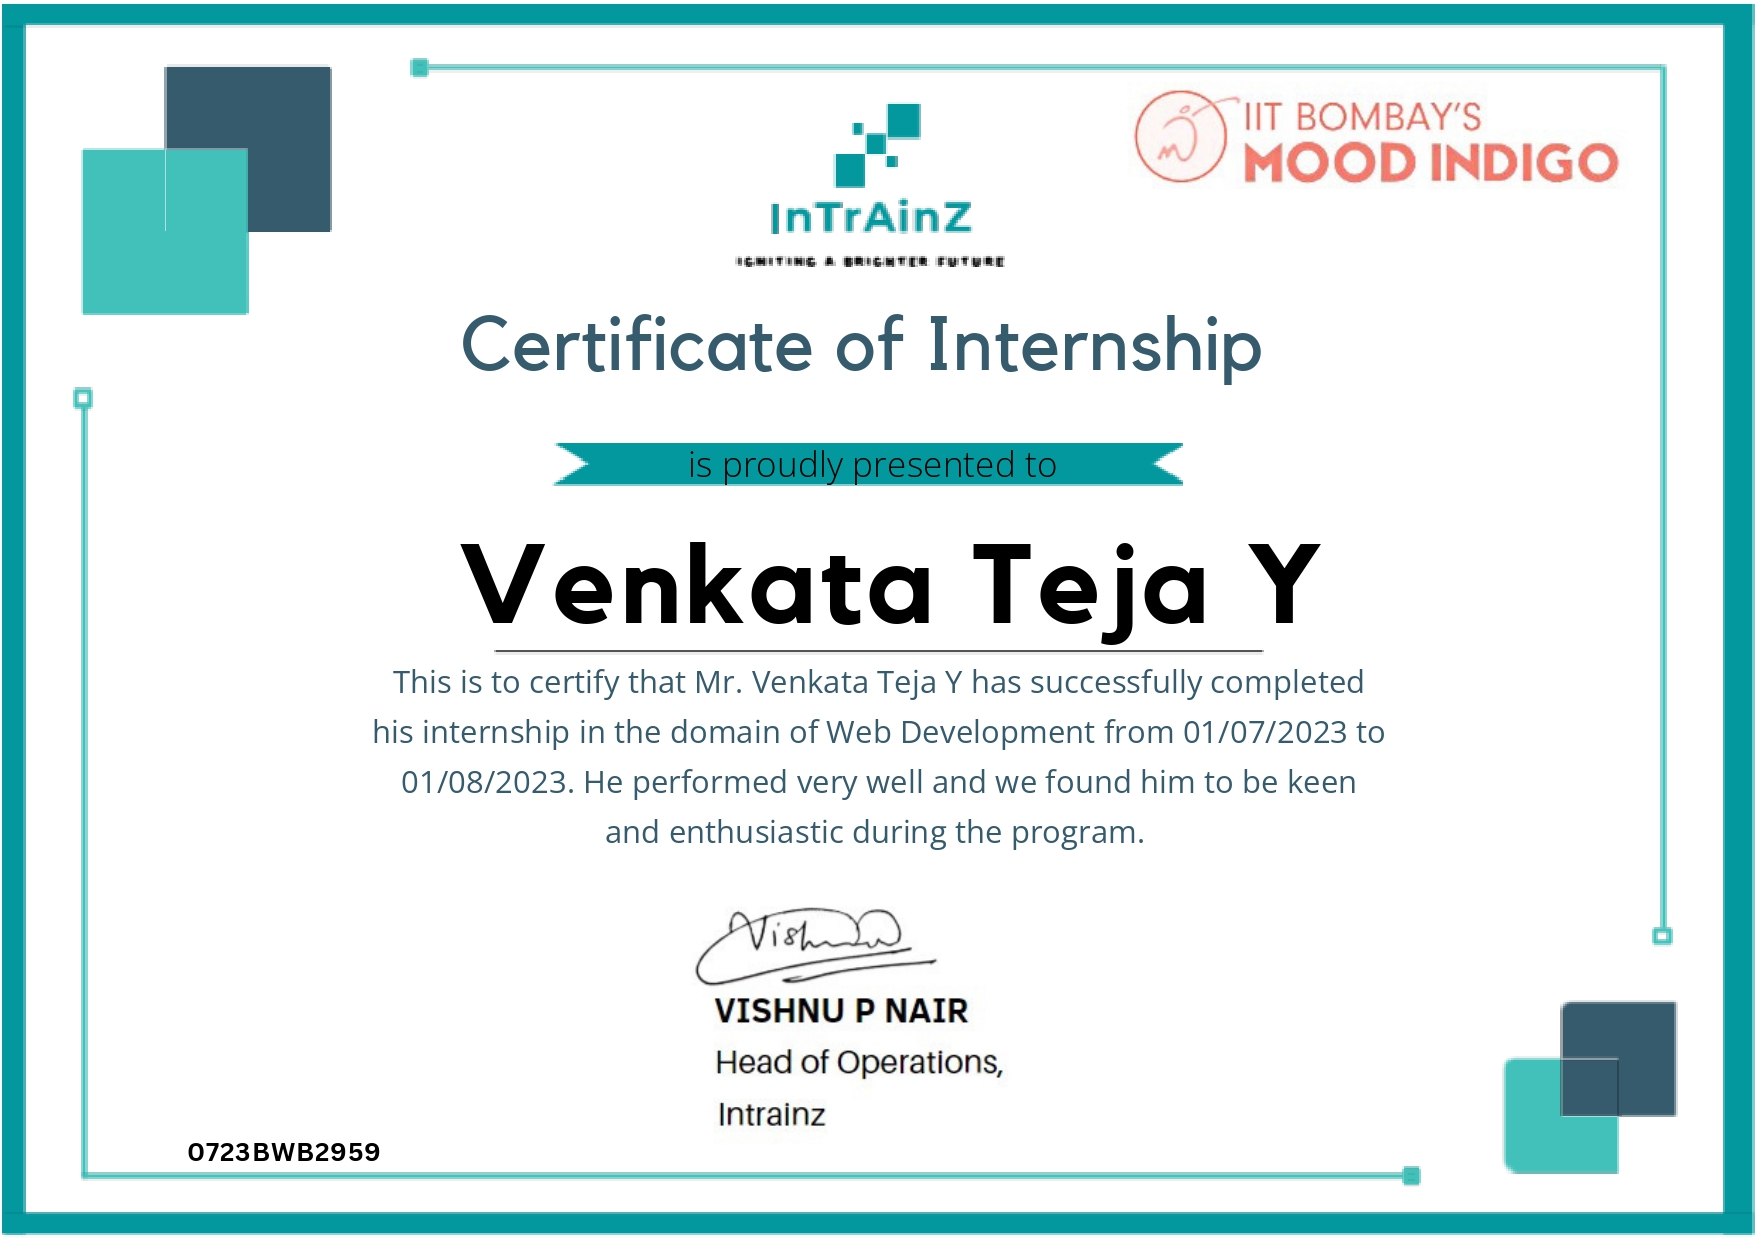 IIT BOMBAY'S
MOOD INDIGO
InTrAinZ
IGNITING A BRIGHTER FUTURE
Certificate of Internship
is proudly presented to
Venkata Teja Y
This is to certify that Mr. Venkata Teja Y has successfully completed
his internship in the domain of Web Development from 01/07/2023 to
01/08/2023. He performed very well and we found him to be keen
and enthusiastic during the program.
Vishnu
VISHNU P NAIR
Head of Operations,
Intrainz
0723BWB2959